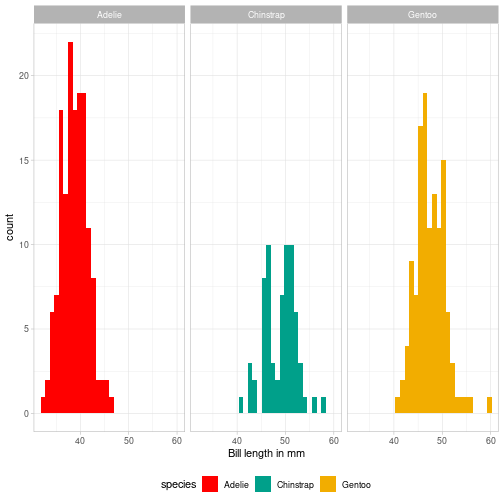 Adelie Chinstrap Gentoo
20
15
10
5
0
count
40 50 60 40 50 60 40 50 60
Bill length in mm
species Adelie Chinstrap Gentoo